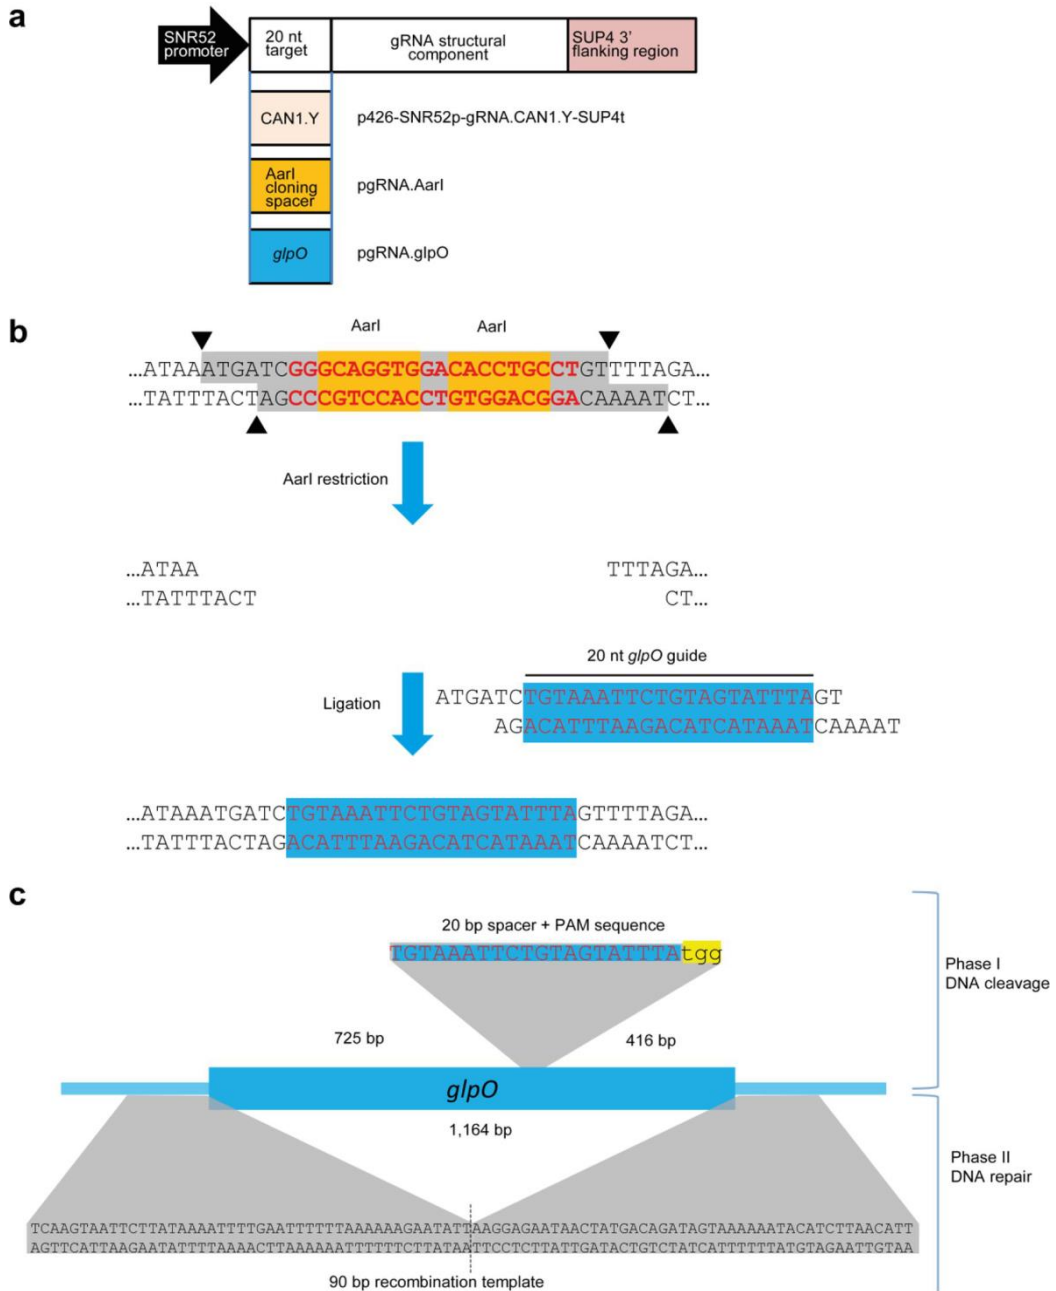 a
SNR52
promoter
20 nt
target
gRNA structural
component
SUP4 3'
flanking region
CAN1.Y
p426-SNR52p-gRNA.CAN1.Y-SUP4t
AarI
cloning
spacer
pgRNA.AarI
glpO
pgRNA.glpO
b
AarI AarI
...ATAAATGATCGGGCAGGTGGACACCTGCCTGTTTTAGA...
...TATTTACTAGCCCGTCCACCTGTGGACGGACAAAATCT...
AarI restriction
...ATAA TTTAGA...
...TATTTACT CT...
20 nt glpO guide
Ligation
ATGATCTGTAAATTCTGTAGTATTTAGT
AGACATTTAAGACATCATAAATCAAAAT
...ATAAATGATCTGTAAATTCTGTAGTATTTAGTTTTAGA...
...TATTTACTAGACATTTAAGACATCATAAATCAAAATCT...
c
20 bp spacer + PAM sequence
TGTAAATTCTGTAGTATTTAtgg
Phase I
DNA cleavage
725 bp 416 bp
glpO
1,164 bp
Phase II
DNA repair
TCAAGTAATTCTTATAAAATTTTGAATTTTTTAAAAAAGAATATTAAGGAGAATAACTATGACAGATAGTAAAAAATACATCTTAACATT
AGTTCATTAAGAATATTTTAAAACTTAAAAAATTTTTTCTTATAATTCCTCTTATTGATACTGTCTATCATTTTTTATGTAGAATTGTAA
90 bp recombination template